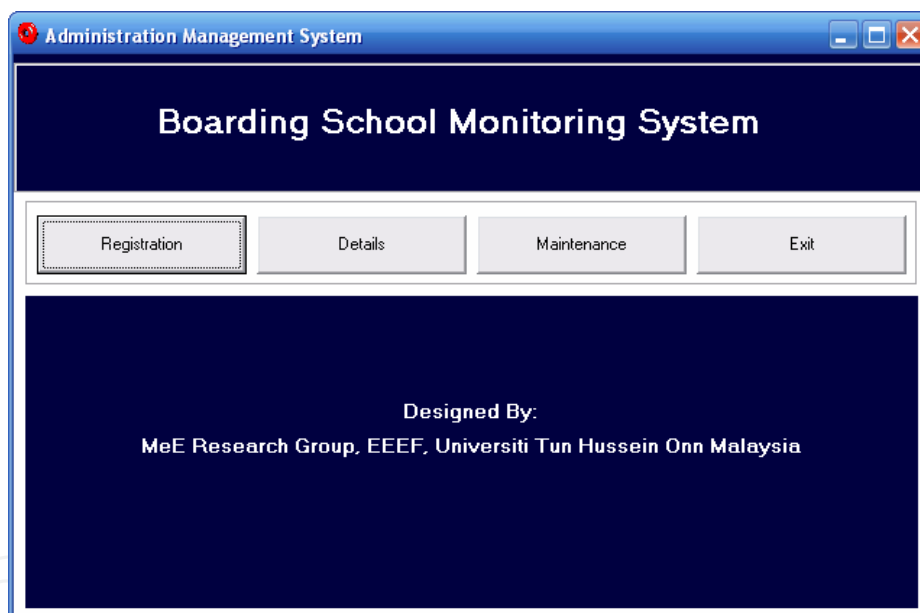 Administration Management System
Boarding School Monitoring System
Registration
Details
Maintenance
Exit
Designed By:
MeE Research Group, EEEF, Universiti Tun Hussein Onn Malaysia